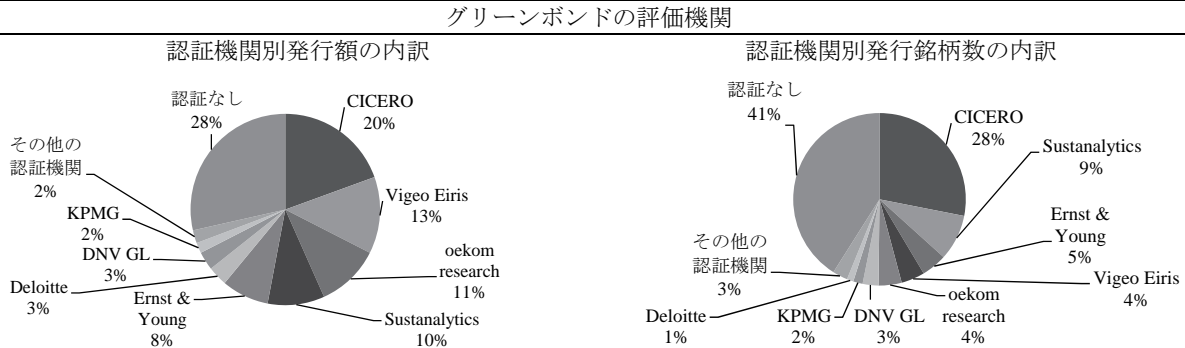 グリーンボンドの評価機関
認証機関別発行額の内訳
認証なし
28%
CICERO
20%
その他の
認証機関
2%
Vigeo Eiris
13%
KPMG
2%
DNV GL
3%
oekom
research
11%
Deloitte
3%
Ernst &
Young
8%
Sustanalytics
10%
認証機関別発行銘柄数の内訳
認証なし
41%
CICERO
28%
Sustanalytics
9%
Ernst &
Young
5%
その他の
認証機関
3%
Vigeo Eiris
4%
oekom
research
4%
Deloitte
1%
KPMG
2%
DNV GL
3%